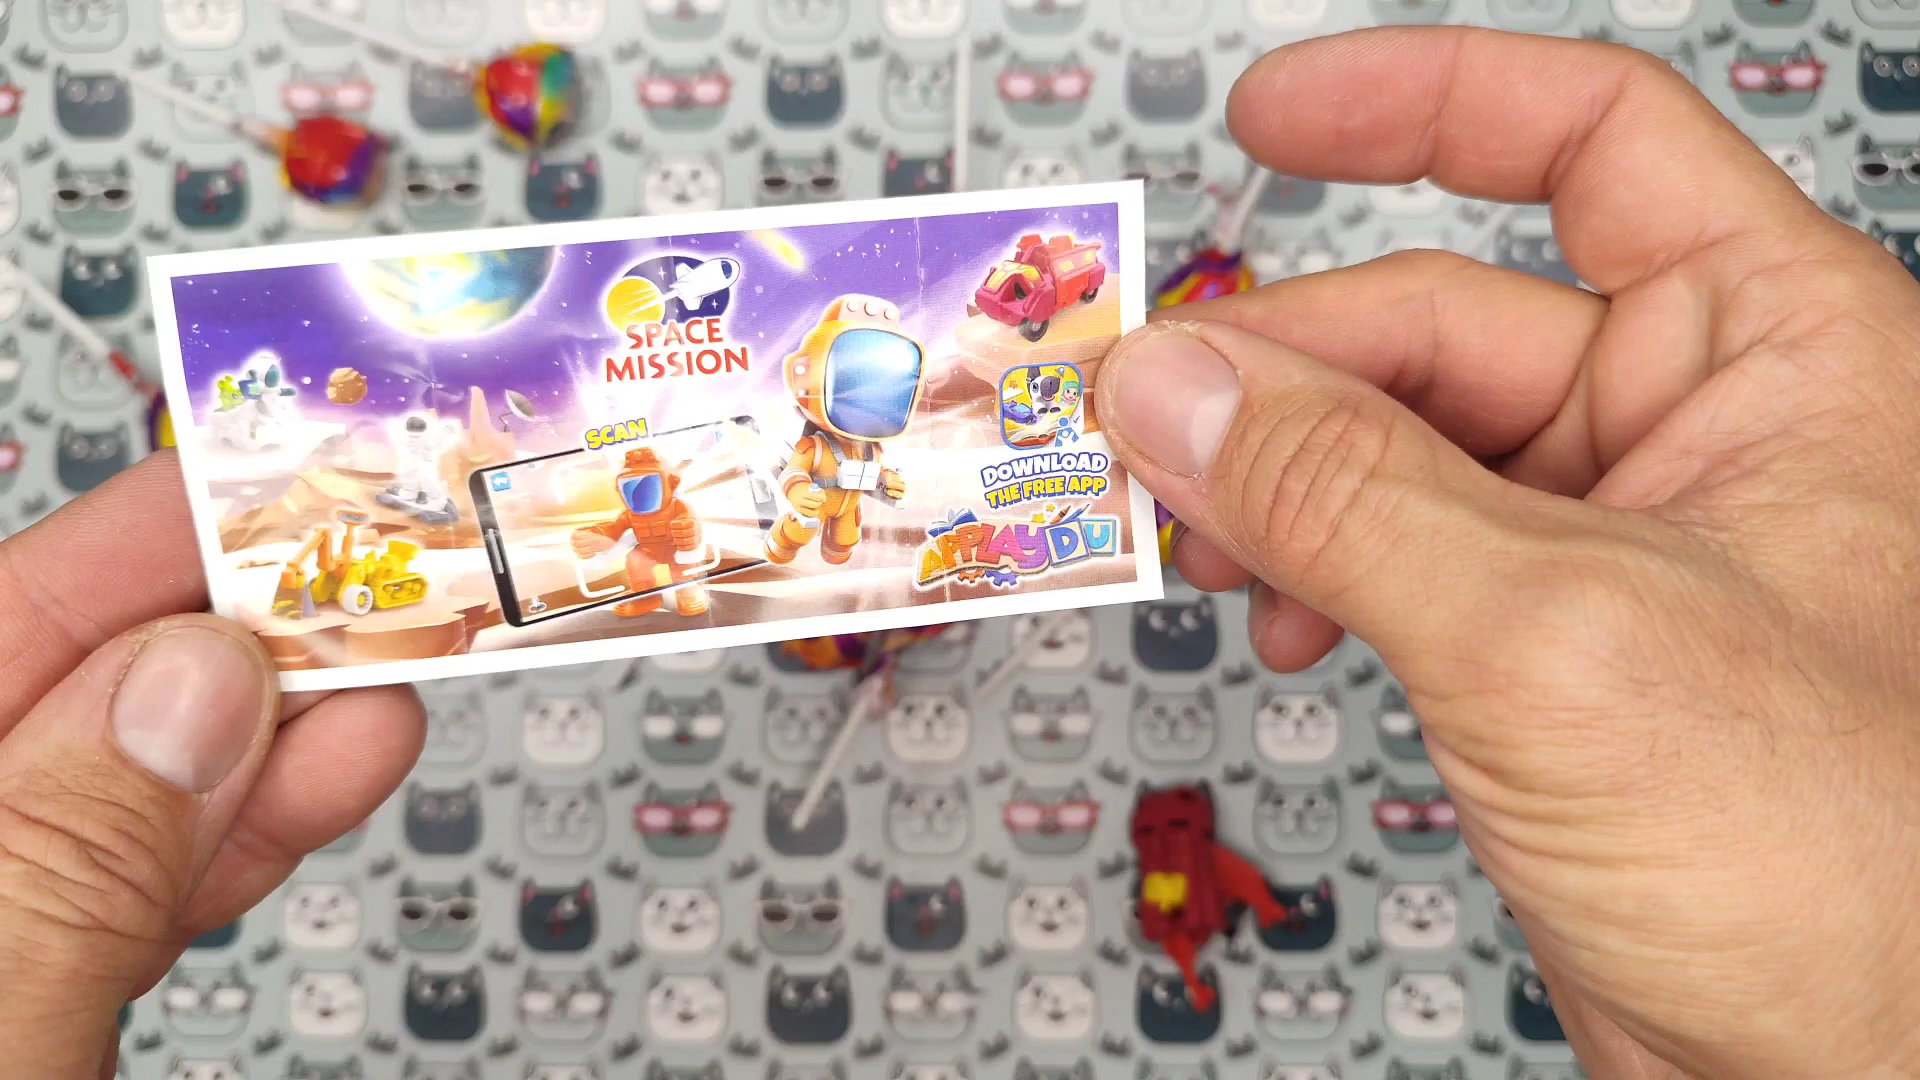 SPACE
MISSION
SCAN
DOWNLOAD
THE FREE APP
APPLAYDU